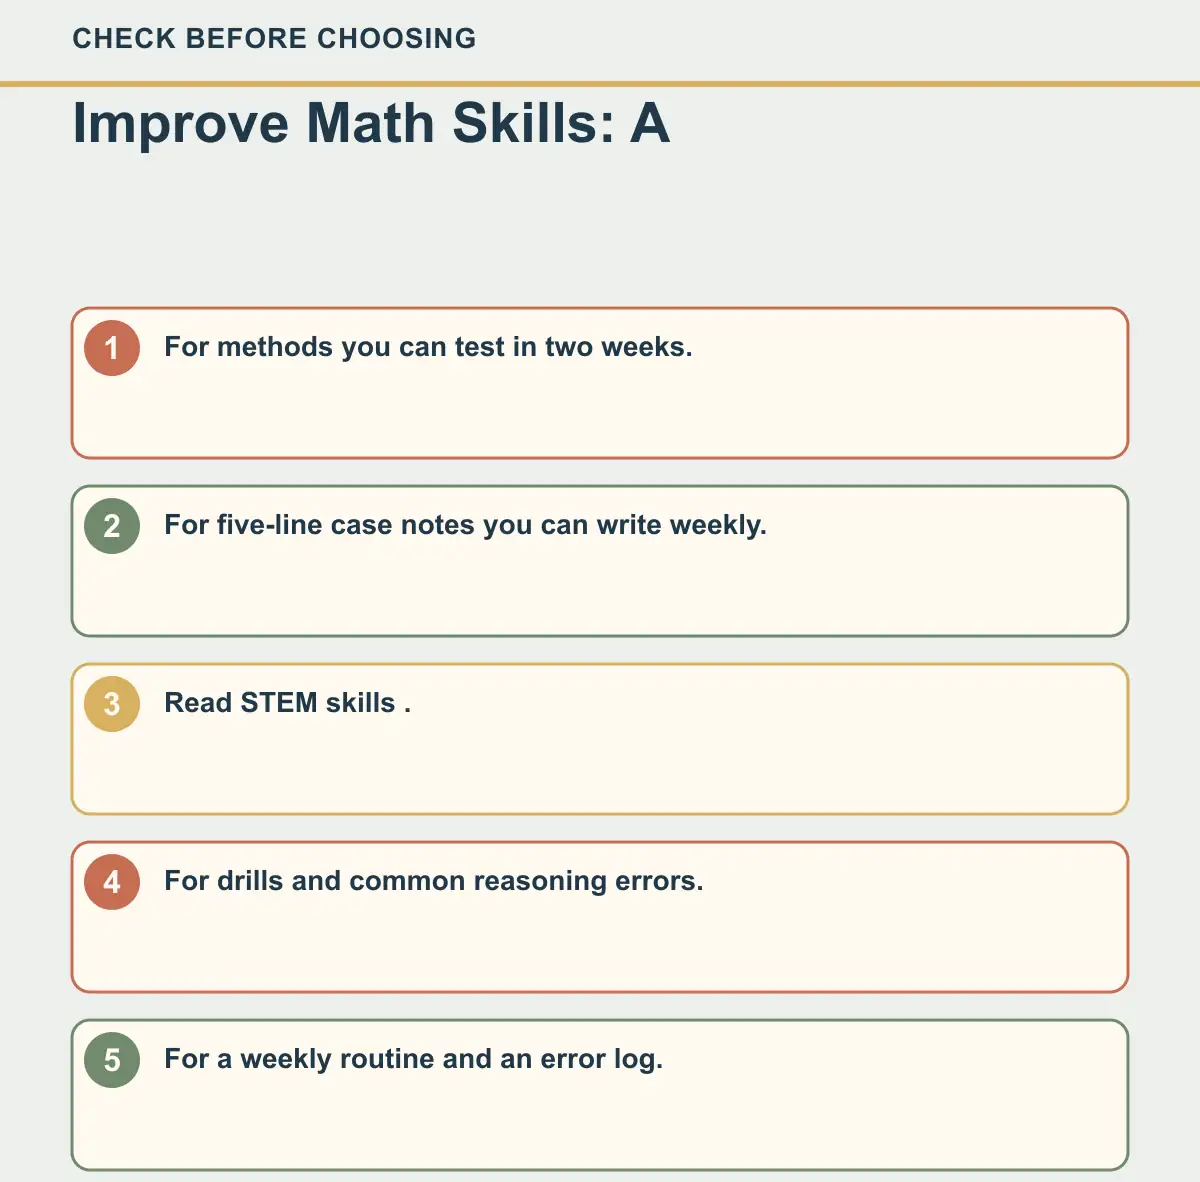 CHECK BEFORE CHOOSING
Improve Math Skills: A
1 For methods you can test in two weeks.
2 For five-line case notes you can write weekly.
3 Read STEM skills .
4 For drills and common reasoning errors.
5 For a weekly routine and an error log.